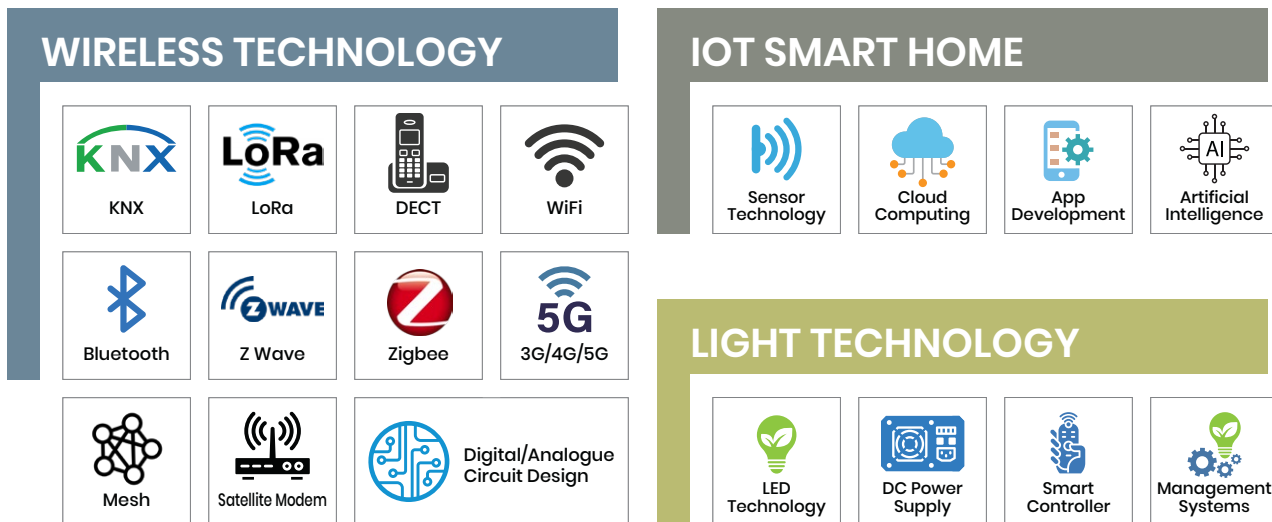 WIRELESS TECHNOLOGY
KNX
KNX
LoRa
LoRa
DECT
WiFi
Bluetooth
Z WAVE
Z Wave
Z
Zigbee
5G
3G/4G/5G
Mesh
Satellite Modem
Digital/Analogue
Circuit Design
IOT SMART HOME
Sensor
Technology
Cloud
Computing
App
Development
AI
Artificial
Intelligence
LIGHT TECHNOLOGY
LED
Technology
DC Power
Supply
Smart
Controller
Management
Systems